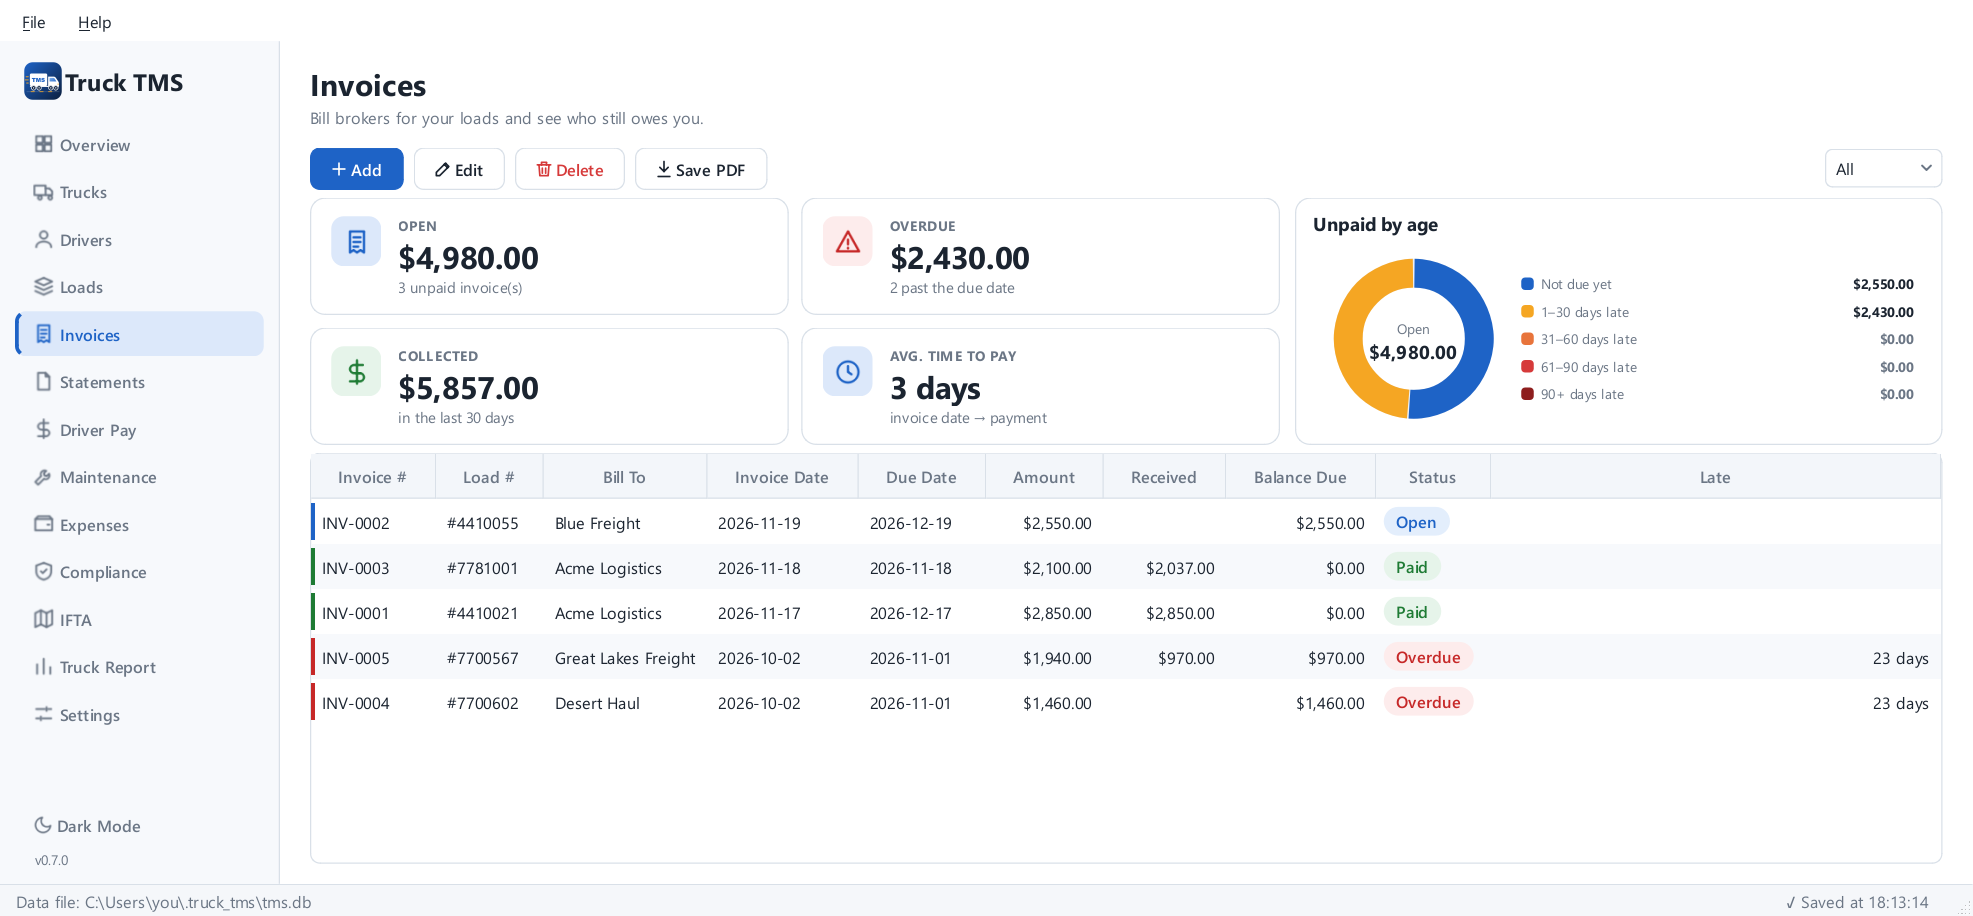 File Help
TMS
Truck TMS
Overview
Trucks
Drivers
Loads
Invoices
Statements
Driver Pay
Maintenance
Expenses
Compliance
IFTA
Truck Report
Settings
Dark Mode
v0.7.0
Invoices
Bill brokers for your loads and see who still owes you.
Add Edit Delete Save PDF All
OPEN
$4,980.00
3 unpaid invoice(s)
OVERDUE
$2,430.00
2 past the due date
COLLECTED
$5,857.00
in the last 30 days
AVG. TIME TO PAY
3 days
invoice date → payment
Unpaid by age
Open
$4,980.00
Not due yet $2,550.00
1–30 days late $2,430.00
31–60 days late $0.00
61–90 days late $0.00
90+ days late $0.00
Invoice # Load # Bill To Invoice Date Due Date Amount Received Balance Due Status Late
INV-0002 #4410055 Blue Freight 2026-11-19 2026-12-19 $2,550.00 $2,550.00 Open
INV-0003 #7781001 Acme Logistics 2026-11-18 2026-11-18 $2,100.00 $2,037.00 $0.00 Paid
INV-0001 #4410021 Acme Logistics 2026-11-17 2026-12-17 $2,850.00 $2,850.00 $0.00 Paid
INV-0005 #7700567 Great Lakes Freight 2026-10-02 2026-11-01 $1,940.00 $970.00 $970.00 Overdue 23 days
INV-0004 #7700602 Desert Haul 2026-10-02 2026-11-01 $1,460.00 $1,460.00 Overdue 23 days
Data file: C:\Users\you\.truck_tms\tms.db
✓ Saved at 18:13:14